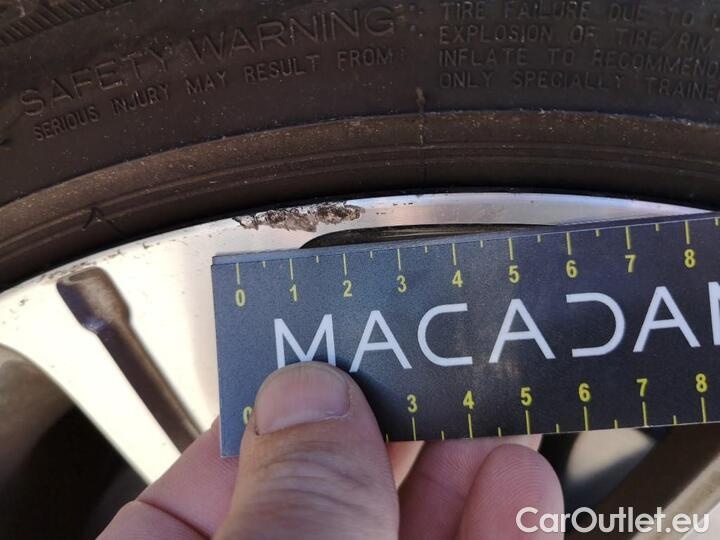 SAFETY WARNING
SERIOUS INJURY MAY RESULT FROM:
TIRE FAILURE DUE TO
EXPLOSION OF TIRE/RIM
INFLATE TO RECOMMENC
ONLY SPECIALLY TRAINE
0 1 2 3 4 5 6 7 8
MACADAM
3 4 5 6 7 8
CarOutlet.eu